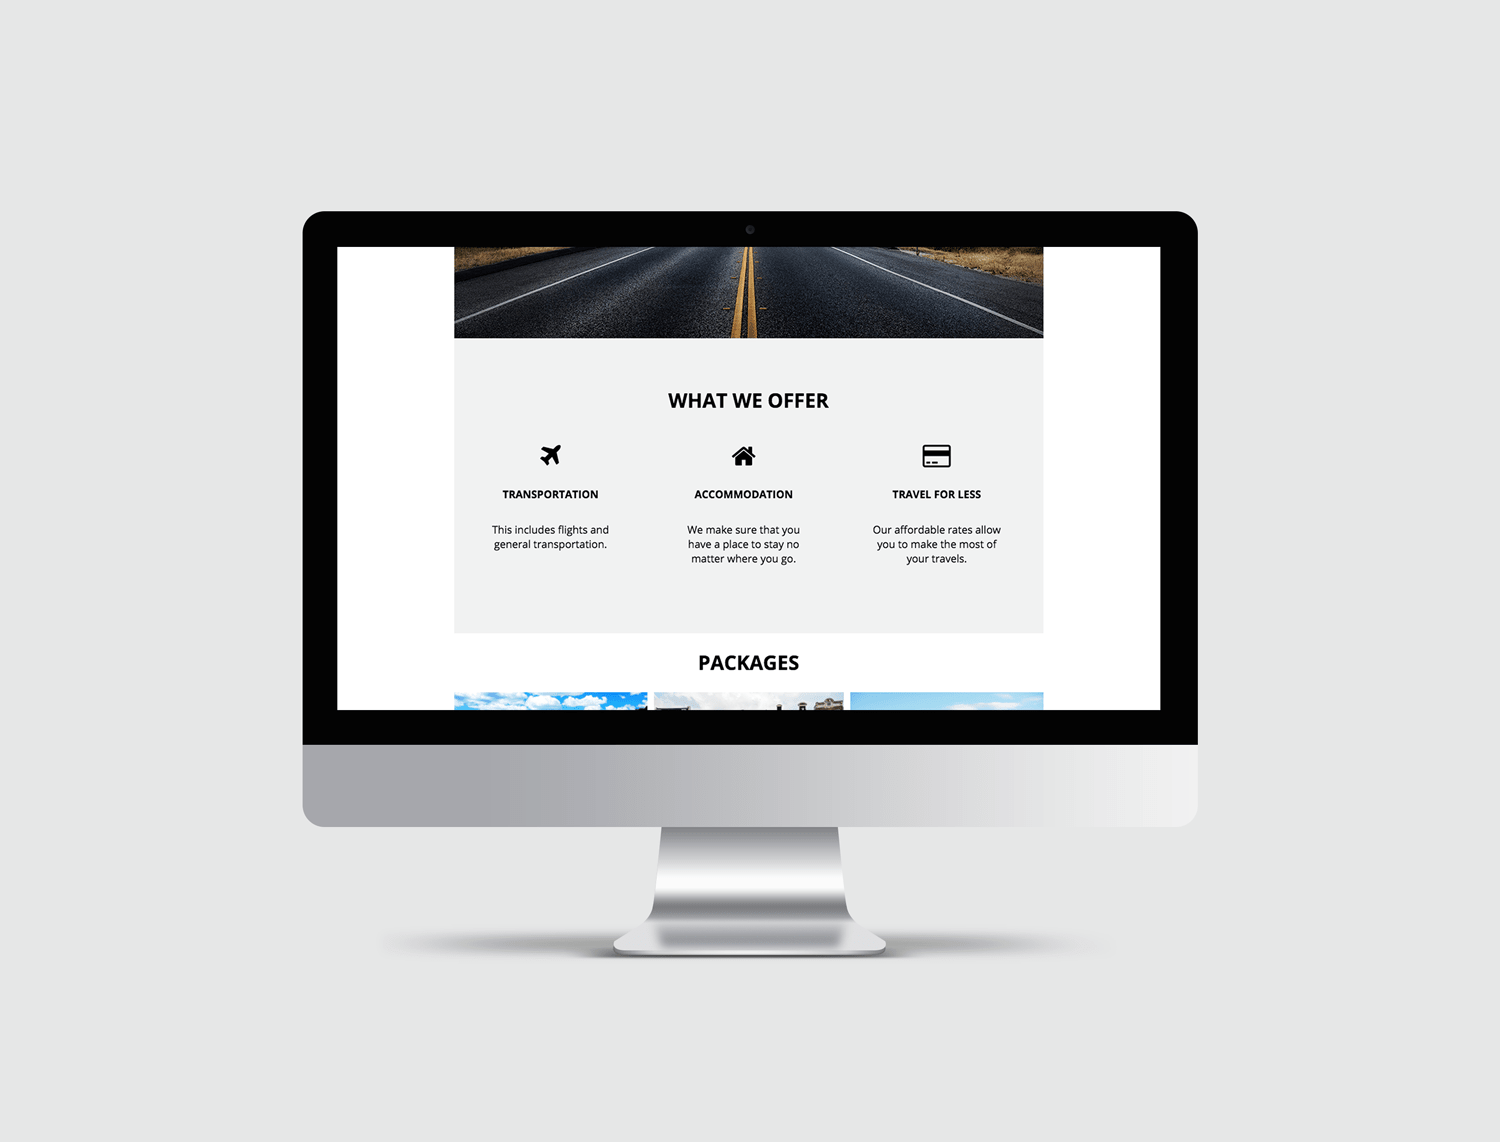 WHAT WE OFFER
TRANSPORTATION
This includes flights and
general transportation.
ACCOMMODATION
We make sure that you
have a place to stay no
matter where you go.
TRAVEL FOR LESS
Our affordable rates allow
you to make the most of
your travels.
PACKAGES